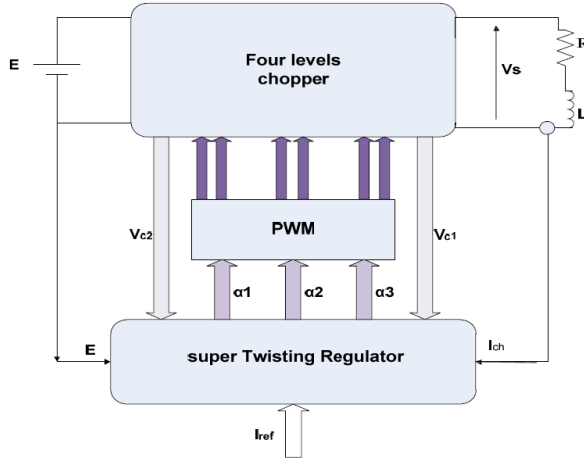 E
Four levels
chopper
Vs
R
L
Vc2
PWM
Vc1
α1
α2
α3
E
super Twisting Regulator
Ich
Iref